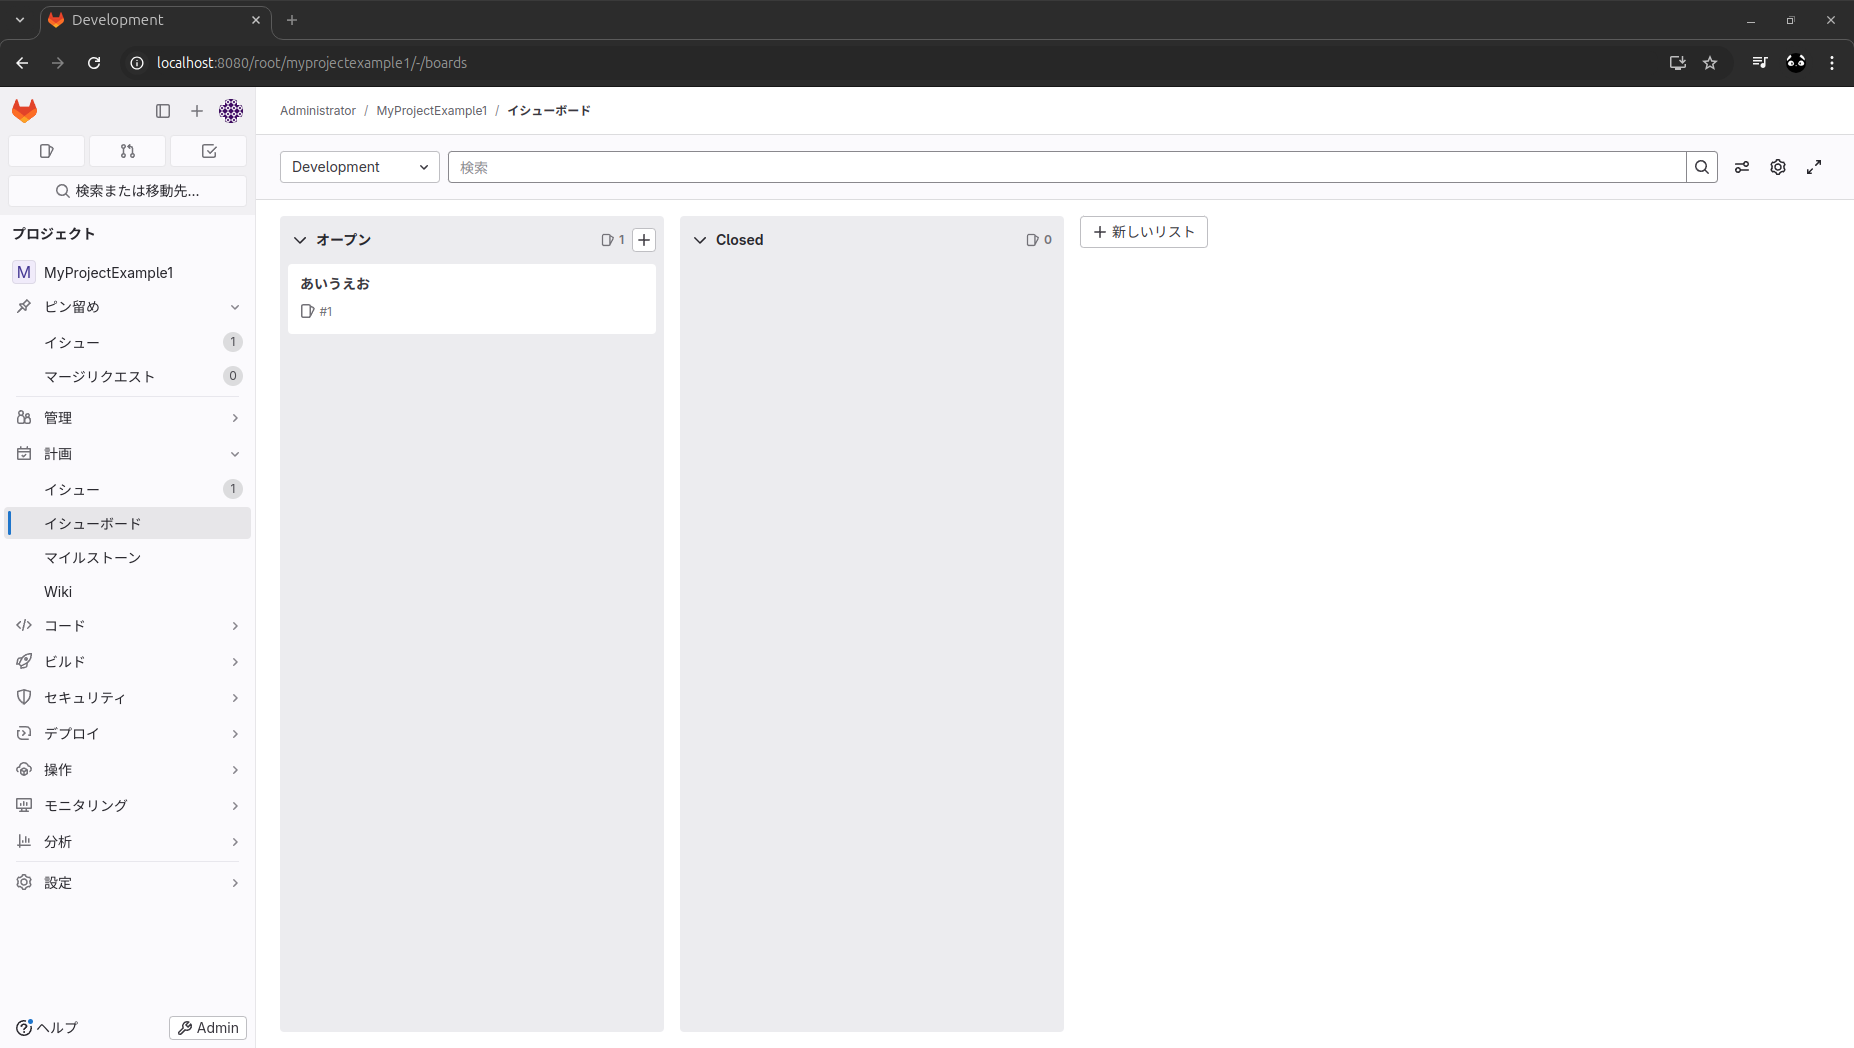 Development
localhost:8080/root/myprojectexample1/-/boards
Administrator / MyProjectExample1 / イシューボード
Development
検索
検索または移動先...
プロジェクト
M MyProjectExample1
ピン留め
イシュー 1
マージリクエスト 0
管理
計画
イシュー 1
イシューボード
マイルストーン
Wiki
コード
ビルド
セキュリティ
デプロイ
操作
モニタリング
分析
設定
ヘルプ
Admin
オープン 1
あいうえお
#1
Closed 0
新しいリスト